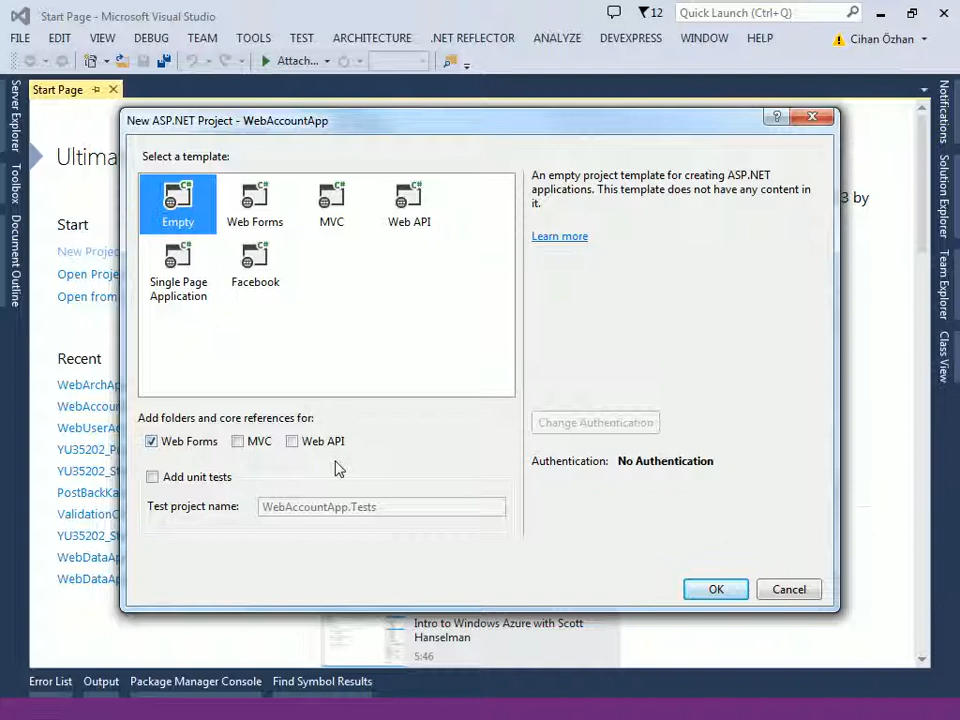 Start Page - Microsoft Visual Studio
12
Quick Launch (Ctrl+Q)
FILE EDIT VIEW DEBUG TEAM TOOLS TEST ARCHITECTURE .NET REFLECTOR ANALYZE DEVEXPRESS WINDOW HELP
Cihan Özhan
Attach...
Start Page
Server Explorer
Toolbox
Document Outline
Notifications
Solution Explorer
Team Explorer
Class View
Ultima
3 by
Start
New Proje
Open Proje
Open from
Recent
WebArchAp
WebAccou
WebUserAc
YU35202_P
YU35202_S
PostBackKa
ValidationC
YU35202_St
WebDataAp
WebDataAp
New ASP.NET Project - WebAccountApp
Select a template:
Empty
Web Forms
MVC
Web API
Single Page
Application
Facebook
An empty project template for creating ASP.NET
applications. This template does not have any content in
it.
Learn more
Add folders and core references for:
Web Forms MVC Web API
Add unit tests
Test project name: WebAccountApp.Tests
Change Authentication
Authentication: No Authentication
OK Cancel
Intro to Windows Azure with Scott
Hanselman
5:46
Error List Output Package Manager Console Find Symbol Results